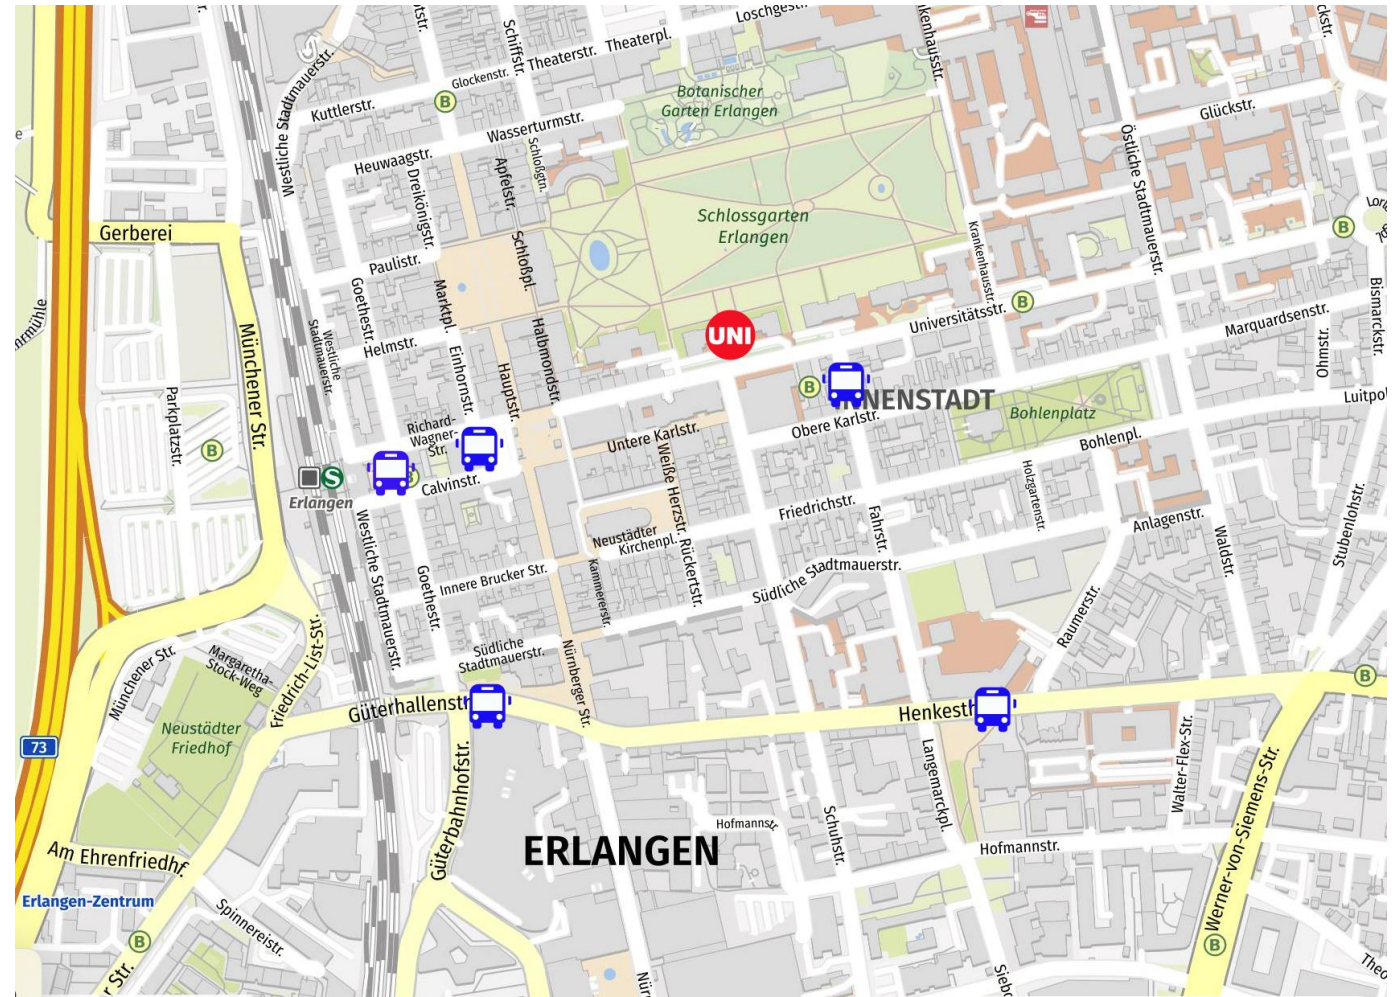 Loschgestr.
Schiffstr.
Theaterstr.
Theaterpl.
Glockenstr.
Westliche Stadtmauerstr.
Kuttlerstr.
B
Botanischer
Garten Erlangen
Wasserturmstr.
Glückstr.
Östliche Stadtmauerstr.
Heuwaagstr.
Dreikönigstr.
Apfelstr.
Schloßgtn.
Schlossgarten
Erlangen
Krankenhausstr.
B
Gerberei
Paulistr.
Schloßpl.
Goethestr.
Marktpl.
Bismarckstr.
B
Universitätsstr.
Marquardsenstr.
Ohmstr.
Münchener Str.
Westliche
Stadtmauerstr.
Helmstr.
Einhornstr.
Hauptstr.
Halbmondstr.
UNI
B
INNENSTADT
Bohlenplatz
Parkplatzstr.
Richard-
Wagner-
Str.
Untere Karlstr.
Obere Karlstr.
Bohlenpl.
B
S
Erlangen
Calvinstr.
Weiße Herzstr.
Holzgartenstr.
Friedrichstr.
Fahrstr.
Anlagenstr.
Stubenlohstr.
Waldstr.
Westliche Stadtmauerstr.
Goethestr.
Neustädter
Kirchenpl.
Innere Brucker Str.
Kammererstr.
Rückertstr.
Südliche Stadtmauerstr.
Raumerstr.
Friedrich-List-Str.
Margaretha-
Stock-Weg
Münchener Str.
Südliche
Stadtmauerstr.
Nürnberger Str.
B
Neustädter
Friedhof
73
Güterhallenstr.
Henkestr.
Güterbahnhofstr.
Langemarckpl.
Walter-Flex-Str.
Werner-von-Siemens-Str.
Schuhstr.
Hofmannstr.
ERLANGEN
Hofmannstr.
Am Ehrenfriedhf.
Erlangen-Zentrum
Spinnereistr.
B
B